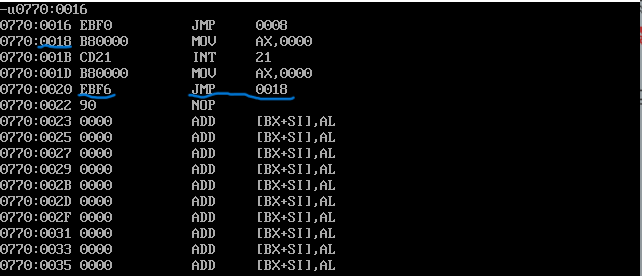 -u0770:0016
0770:0016 EBF0 JMP 0008
0770:0018 B80000 MOV AX,0000
0770:001B CD21 INT 21
0770:001D B80000 MOV AX,0000
0770:0020 EBF6 JMP 0018
0770:0022 90 NOP
0770:0023 0000 ADD [BX+SI],AL
0770:0025 0000 ADD [BX+SI],AL
0770:0027 0000 ADD [BX+SI],AL
0770:0029 0000 ADD [BX+SI],AL
0770:002B 0000 ADD [BX+SI],AL
0770:002D 0000 ADD [BX+SI],AL
0770:002F 0000 ADD [BX+SI],AL
0770:0031 0000 ADD [BX+SI],AL
0770:0033 0000 ADD [BX+SI],AL
0770:0035 0000 ADD [BX+SI],AL